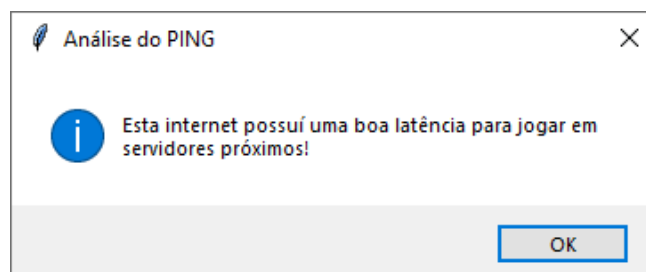 Análise do PING
Esta internet possuí uma boa latência para jogar em
servidores próximos!
OK